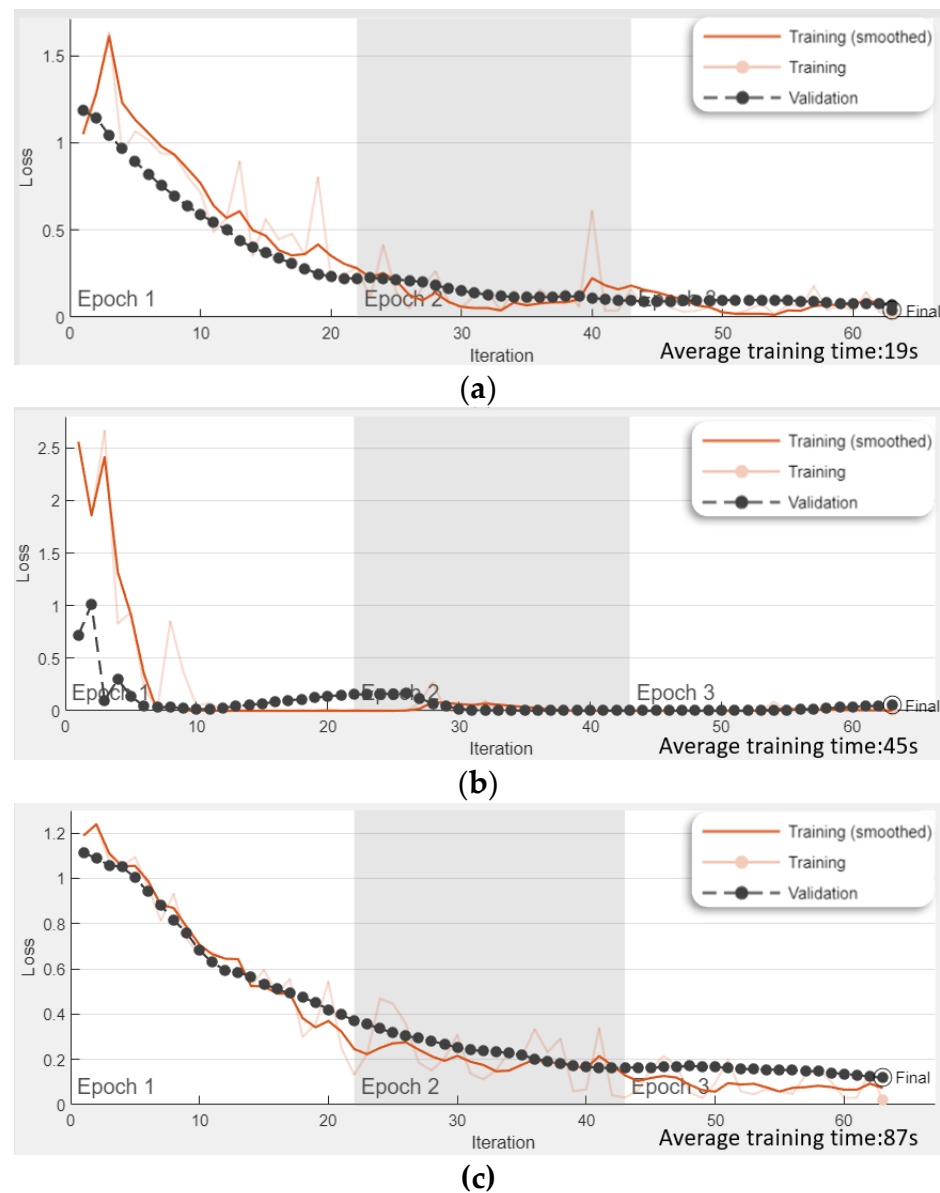 1.5
1
0.5
0
Loss
Training (smoothed)
Training
Validation
Epoch 1
Epoch 2
Epoch 3
Final
0 10 20 30 40 50 60
Iteration
Average training time:19s
(a)
2.5
2
1.5
1
0.5
0
Loss
Training (smoothed)
Training
Validation
Epoch 1
Epoch 2
Epoch 3
Final
0 10 20 30 40 50 60
Iteration
Average training time:45s
(b)
1.2
1
0.8
0.6
0.4
0.2
0
Loss
Training (smoothed)
Training
Validation
Epoch 1
Epoch 2
Epoch 3
Final
0 10 20 30 40 50 60
Iteration
Average training time:87s
(c)